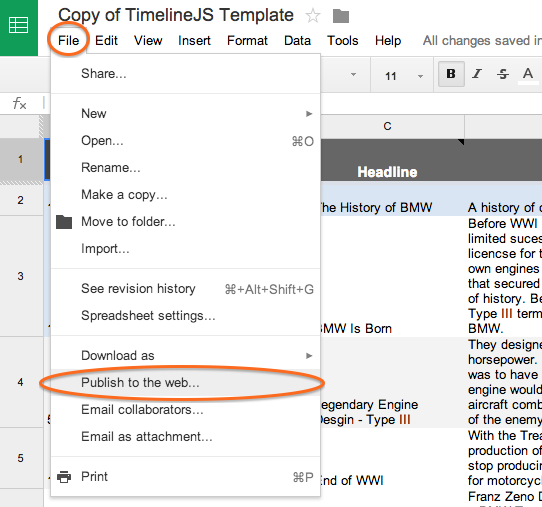 Copy of TimelineJS Template
File Edit View Insert Format Data Tools Help All changes saved in
11 B I S A
fx
Share...
New
Open... ⌘O
Rename...
Make a copy...
Move to folder...
Import...
See revision history ⌘+Alt+Shift+G
Spreadsheet settings...
Download as
Publish to the web...
Email collaborators...
Email as attachment...
Print ⌘P
C
1 Headline
2 The History of BMW A history of
3 BMW Is Born
Before WWI
limited sucess
licencse for t
own engines
that secured
of history. Be
Type III term
BMW.
4
egendary Engine
Desgin - Type III
They designe
horsepower.
was to have
engine would
aircraft comb
of the enemy
5 End of WWI
With the Trea
production of
stop producin
for motorcycl
Franz Zeno D